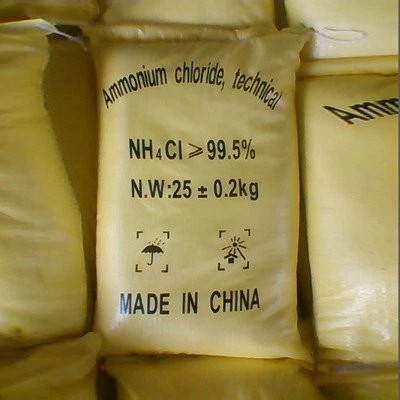 Ammonium chloride, technical
NH₄Cl ⩾ 99.5%
N.W:25 ± 0.2kg
MADE IN CHINA
Amm